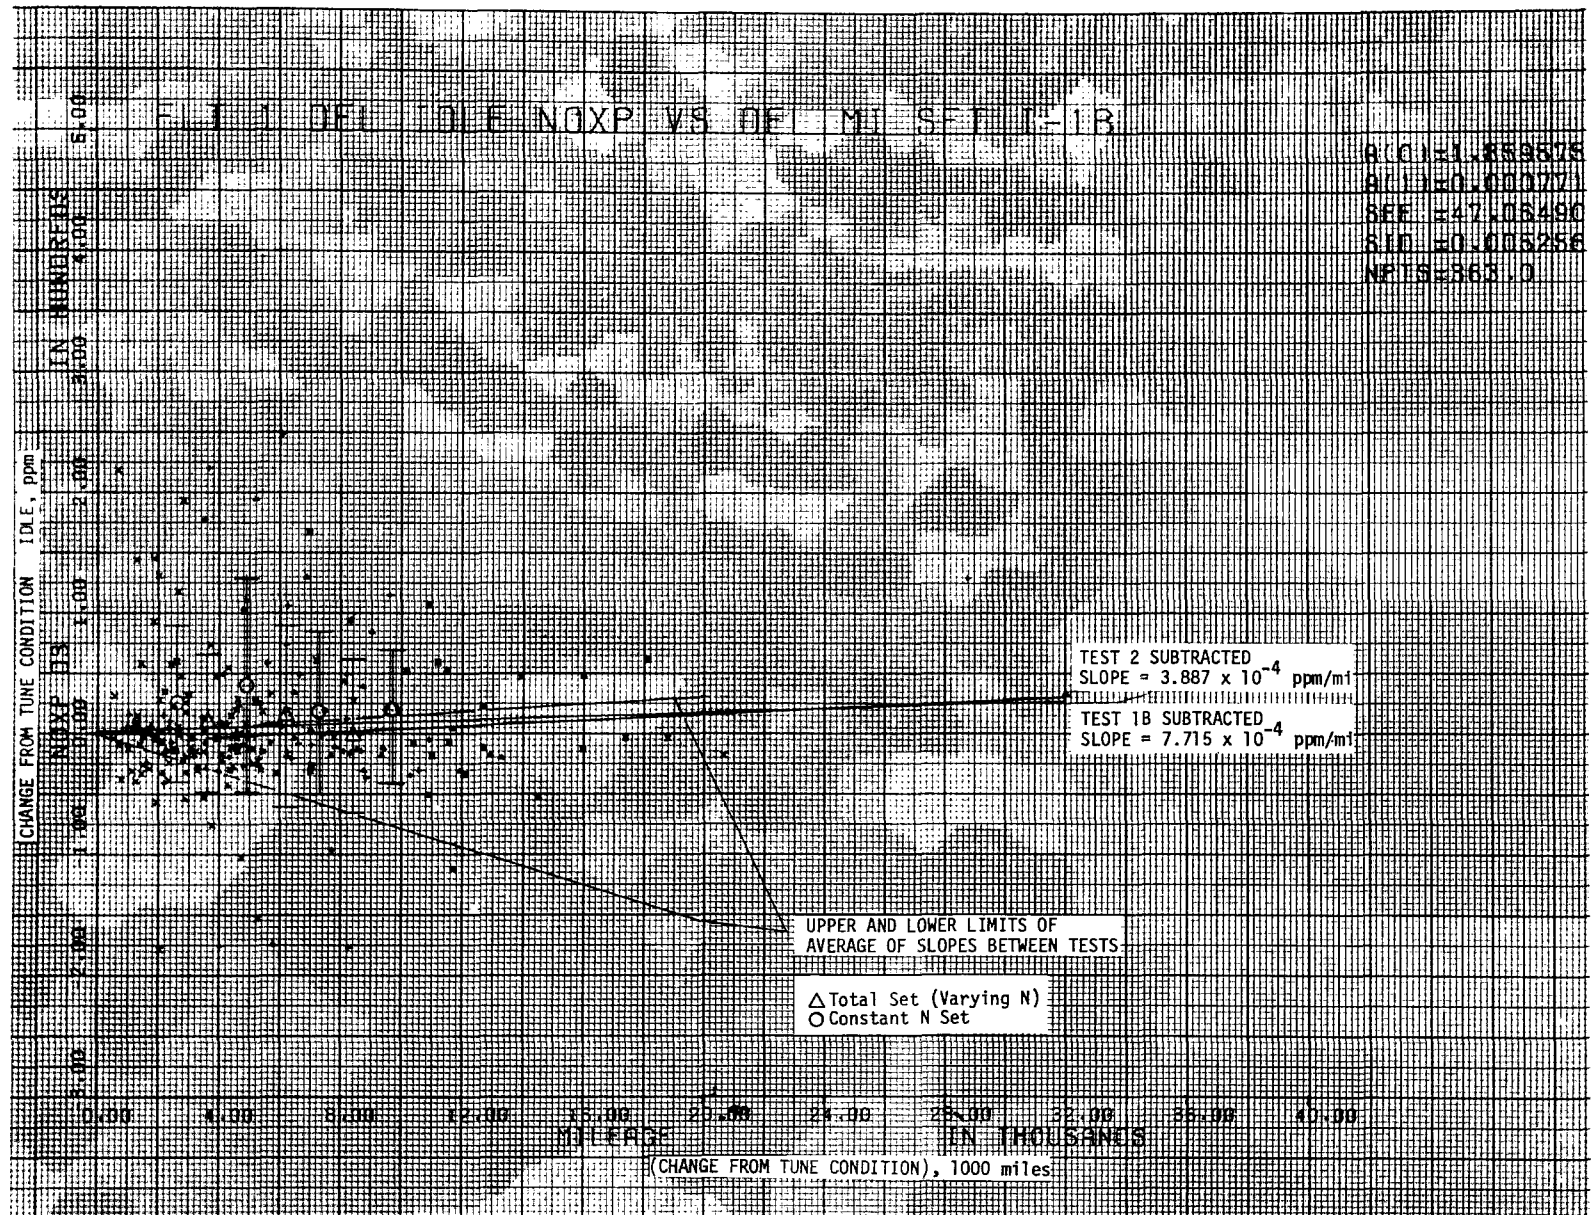 FLT 1 DEL IDLE NOXP VS DEL MI SET I-1B
A(0)=1.859575
A(1)=0.000771
SEE =47.06490
SID =0.005256
NPTS=363.0
IN HUNDREDS
NOXP 03
(CHANGE FROM TUNE CONDITION IDLE, ppm
5.00
4.00
3.00
2.00
1.00
0.00
1.00
-2.00
-3.00
TEST 2 SUBTRACTED
SLOPE = 3.887 x 10-4 ppm/mi
TEST 1B SUBTRACTED
SLOPE = 7.715 x 10-4 ppm/mi
UPPER AND LOWER LIMITS OF
AVERAGE OF SLOPES BETWEEN TESTS
△ Total Set (Varying N)
○ Constant N Set
0.00 4.00 8.00 12.00 16.00 20.00 24.00 28.00 32.00 36.00 40.00
MILEAGE IN THOUSANDS
(CHANGE FROM TUNE CONDITION), 1000 miles